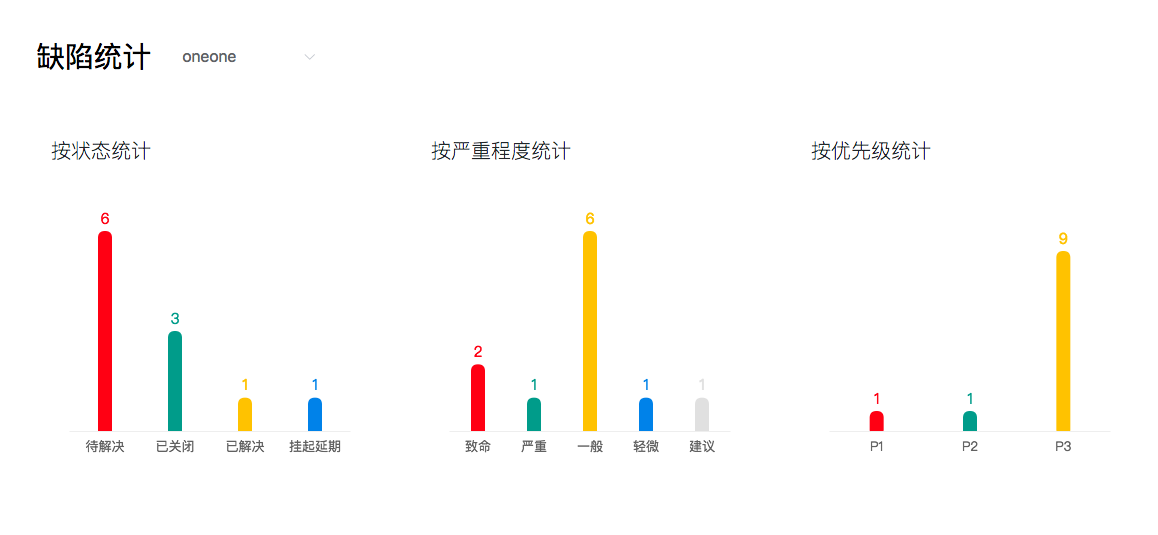 缺陷统计 oneone
按状态统计
6
3
1 1
待解决 已关闭 已解决 挂起延期
按严重程度统计
6
2
1 1 1
致命 严重 一般 轻微 建议
按优先级统计
9
1 1
P1 P2 P3